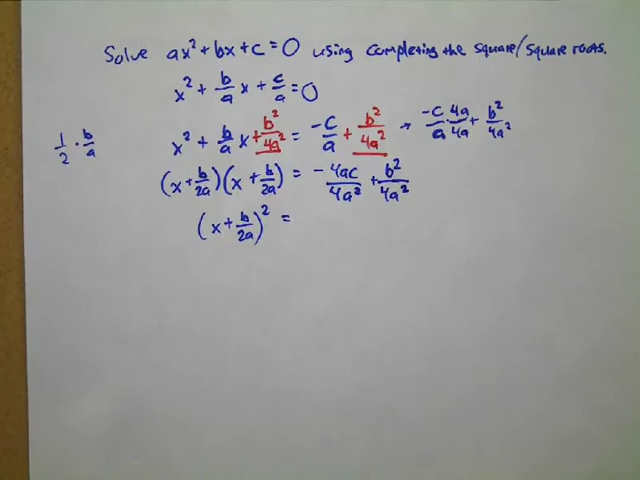 Solve ax² + bx + c = 0 using completing the square/square roots.
x² + b/a x + c/a = 0
1/2 · b/a
x² + b/a x + b²/4a² = -c/a + b²/4a² → -c/a · 4a/4a + b²/4a²
(x + b/2a)(x + b/2a) = -4ac/4a² + b²/4a²
(x + b/2a)² =